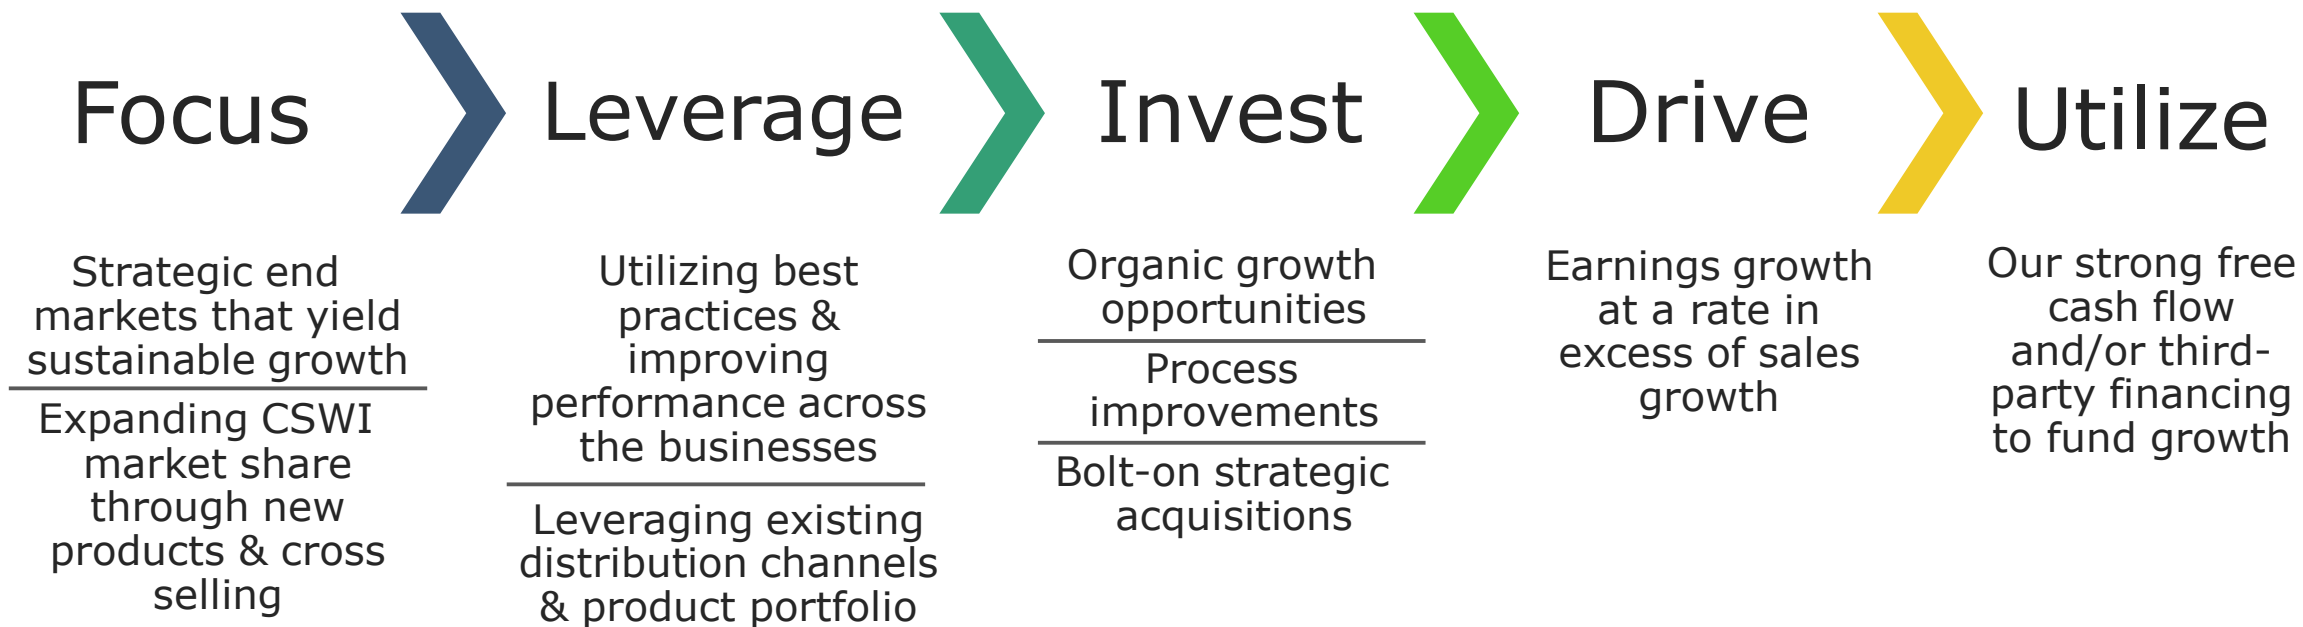 Focus
Leverage
Invest
Drive
Utilize
Strategic end
markets that yield
sustainable growth
Expanding CSWI
market share
through new
products & cross
selling
Utilizing best
practices &
improving
performance across
the businesses
Leveraging existing
distribution channels
& product portfolio
Organic growth
opportunities
Process
improvements
Bolt-on strategic
acquisitions
Earnings growth
at a rate in
excess of sales
growth
Our strong free
cash flow
and/or third-
party financing
to fund growth